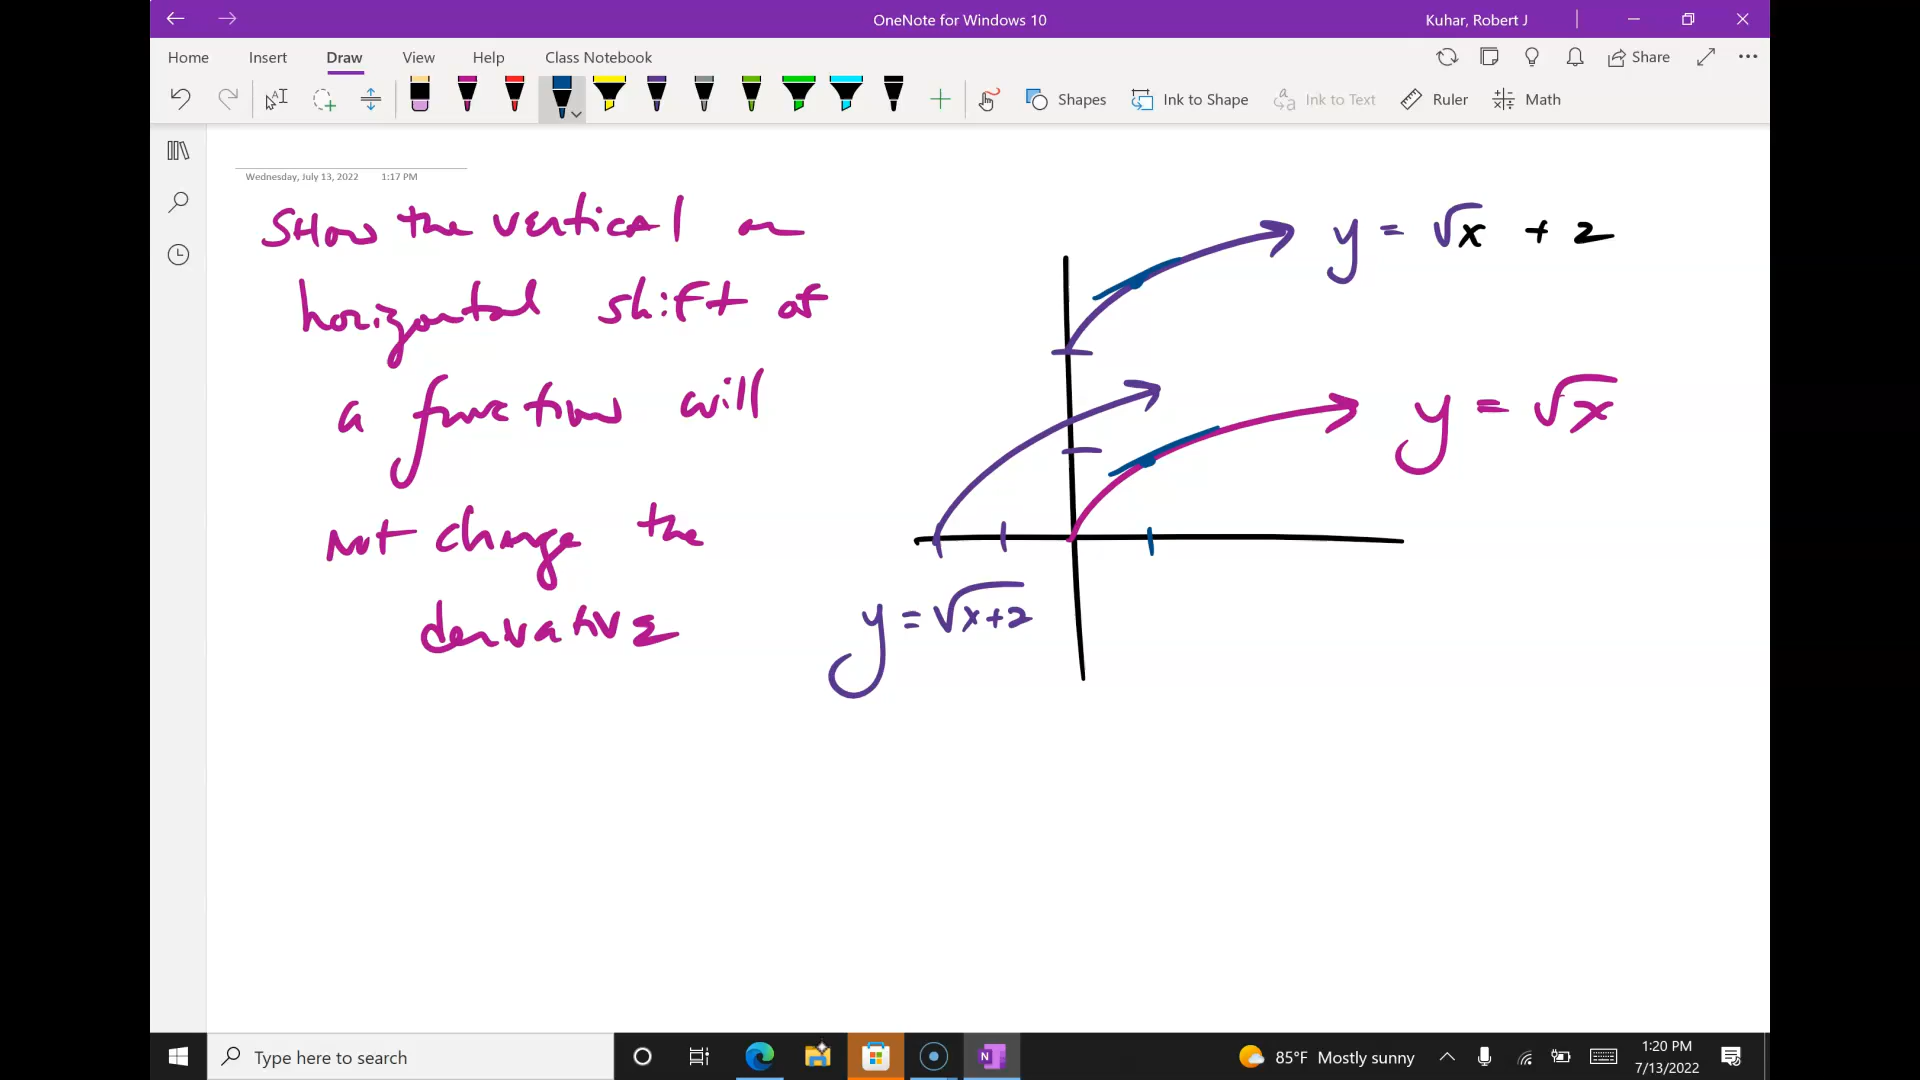 OneNote for Windows 10
Kuhar, Robert J
Home Insert Draw View Help Class Notebook
Share
Shapes Ink to Shape Ink to Text Ruler Math
Wednesday, July 13, 2022 1:17 PM
Show the vertical or
horizontal shift of
a function will
not change the
derivative
y = √x + 2
y = √x
y = √x+2
Type here to search
85°F Mostly sunny
1:20 PM
7/13/2022